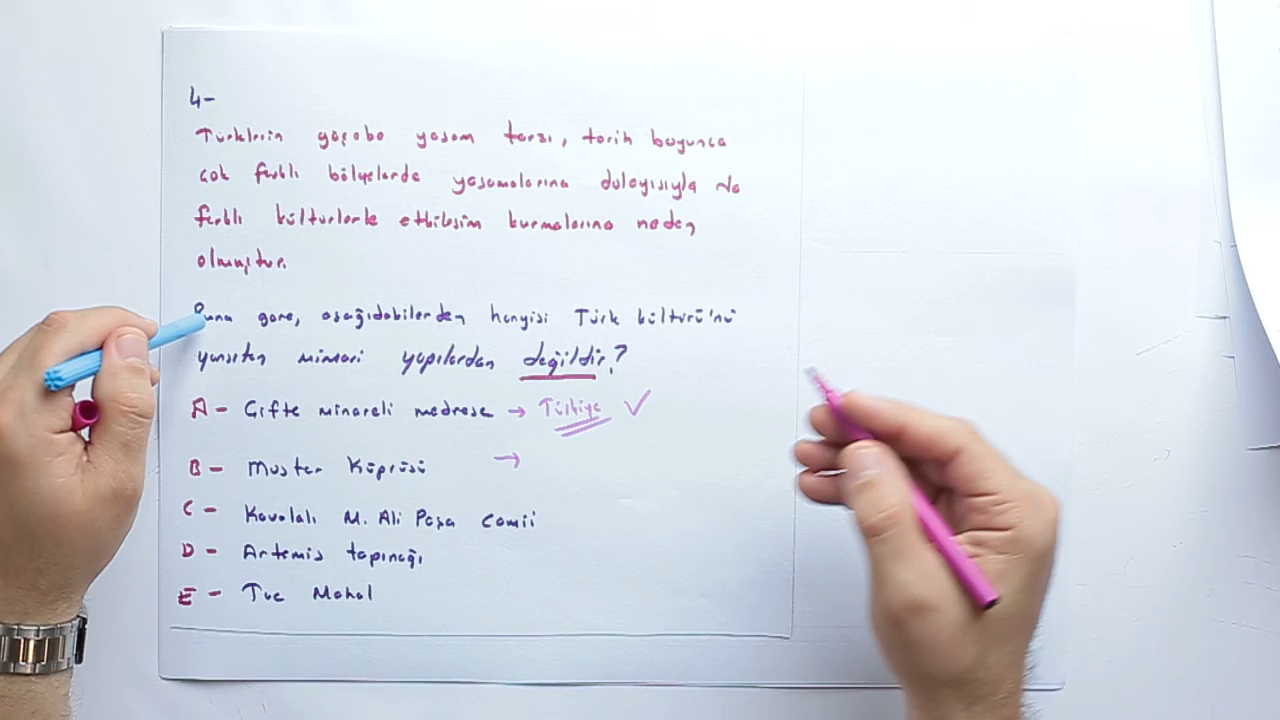 4-
Türklerin göçebe yaşam tarzı, tarih boyunca
çok farklı bölgelerde yaşamalarına dolayısıyla da
farklı kültürlerle etkileşim kurmalarına neden
olmuştur.
Buna göre, aşağıdakilerden hangisi Türk kültürü'nü
yansıtan mimari yapılardan değildir?
A- Çifte minareli medrese → Türkiye ✓
B- Mostar Köprüsü →
C- Kavalalı M. Ali Paşa Camii
D- Artemis tapınağı
E- Tac Mahal